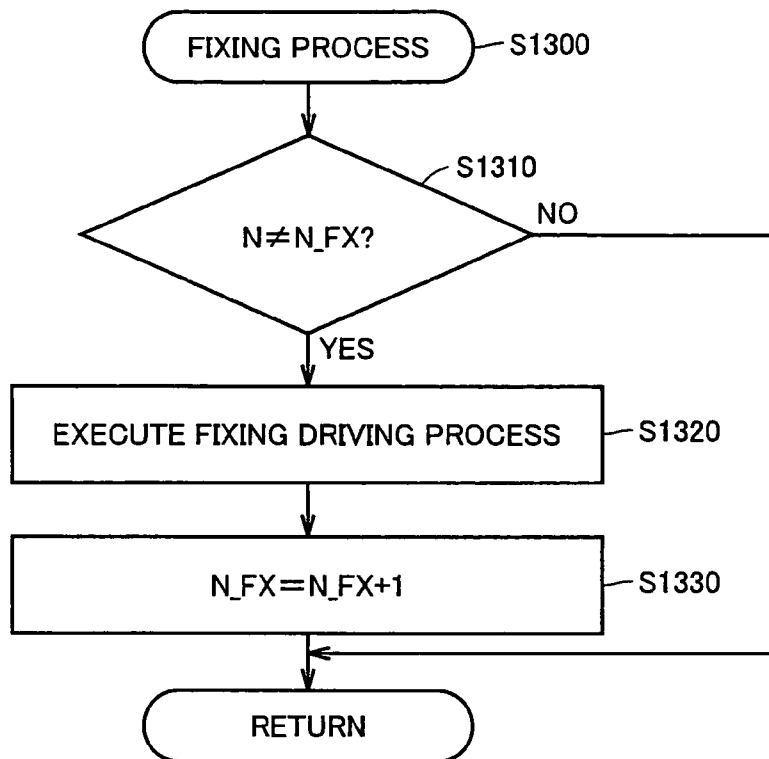 FIXING PROCESS
S1300
S1310
N≠N_FX?
NO
YES
EXECUTE FIXING DRIVING PROCESS
S1320
N_FX=N_FX+1
S1330
RETURN